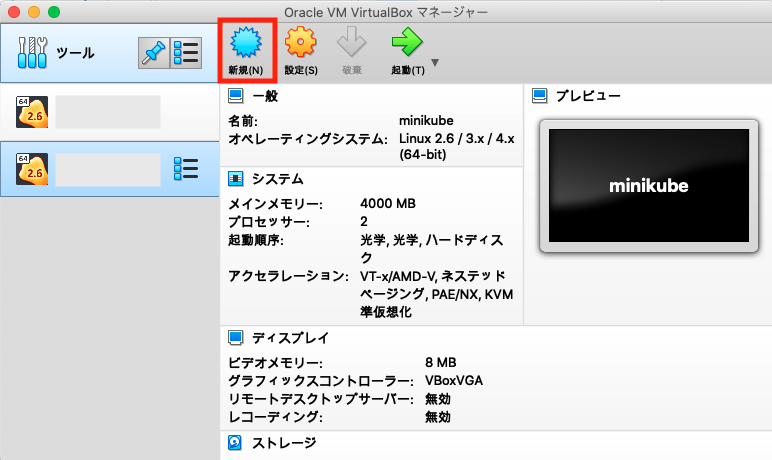 Oracle VM VirtualBox マネージャー
ツール
新規(N)
設定(S)
破棄
起動(T)
64
2.6
64
2.6
一般
名前: minikube
オペレーティングシステム: Linux 2.6 / 3.x / 4.x
(64-bit)
システム
メインメモリー: 4000 MB
プロセッサー: 2
起動順序: 光学, 光学, ハードディス
ク
アクセラレーション: VT-x/AMD-V, ネステッド
ページング, PAE/NX, KVM
準仮想化
プレビュー
minikube
ディスプレイ
ビデオメモリー: 8 MB
グラフィックスコントローラー: VBoxVGA
リモートデスクトップサーバー: 無効
レコーディング: 無効
ストレージ